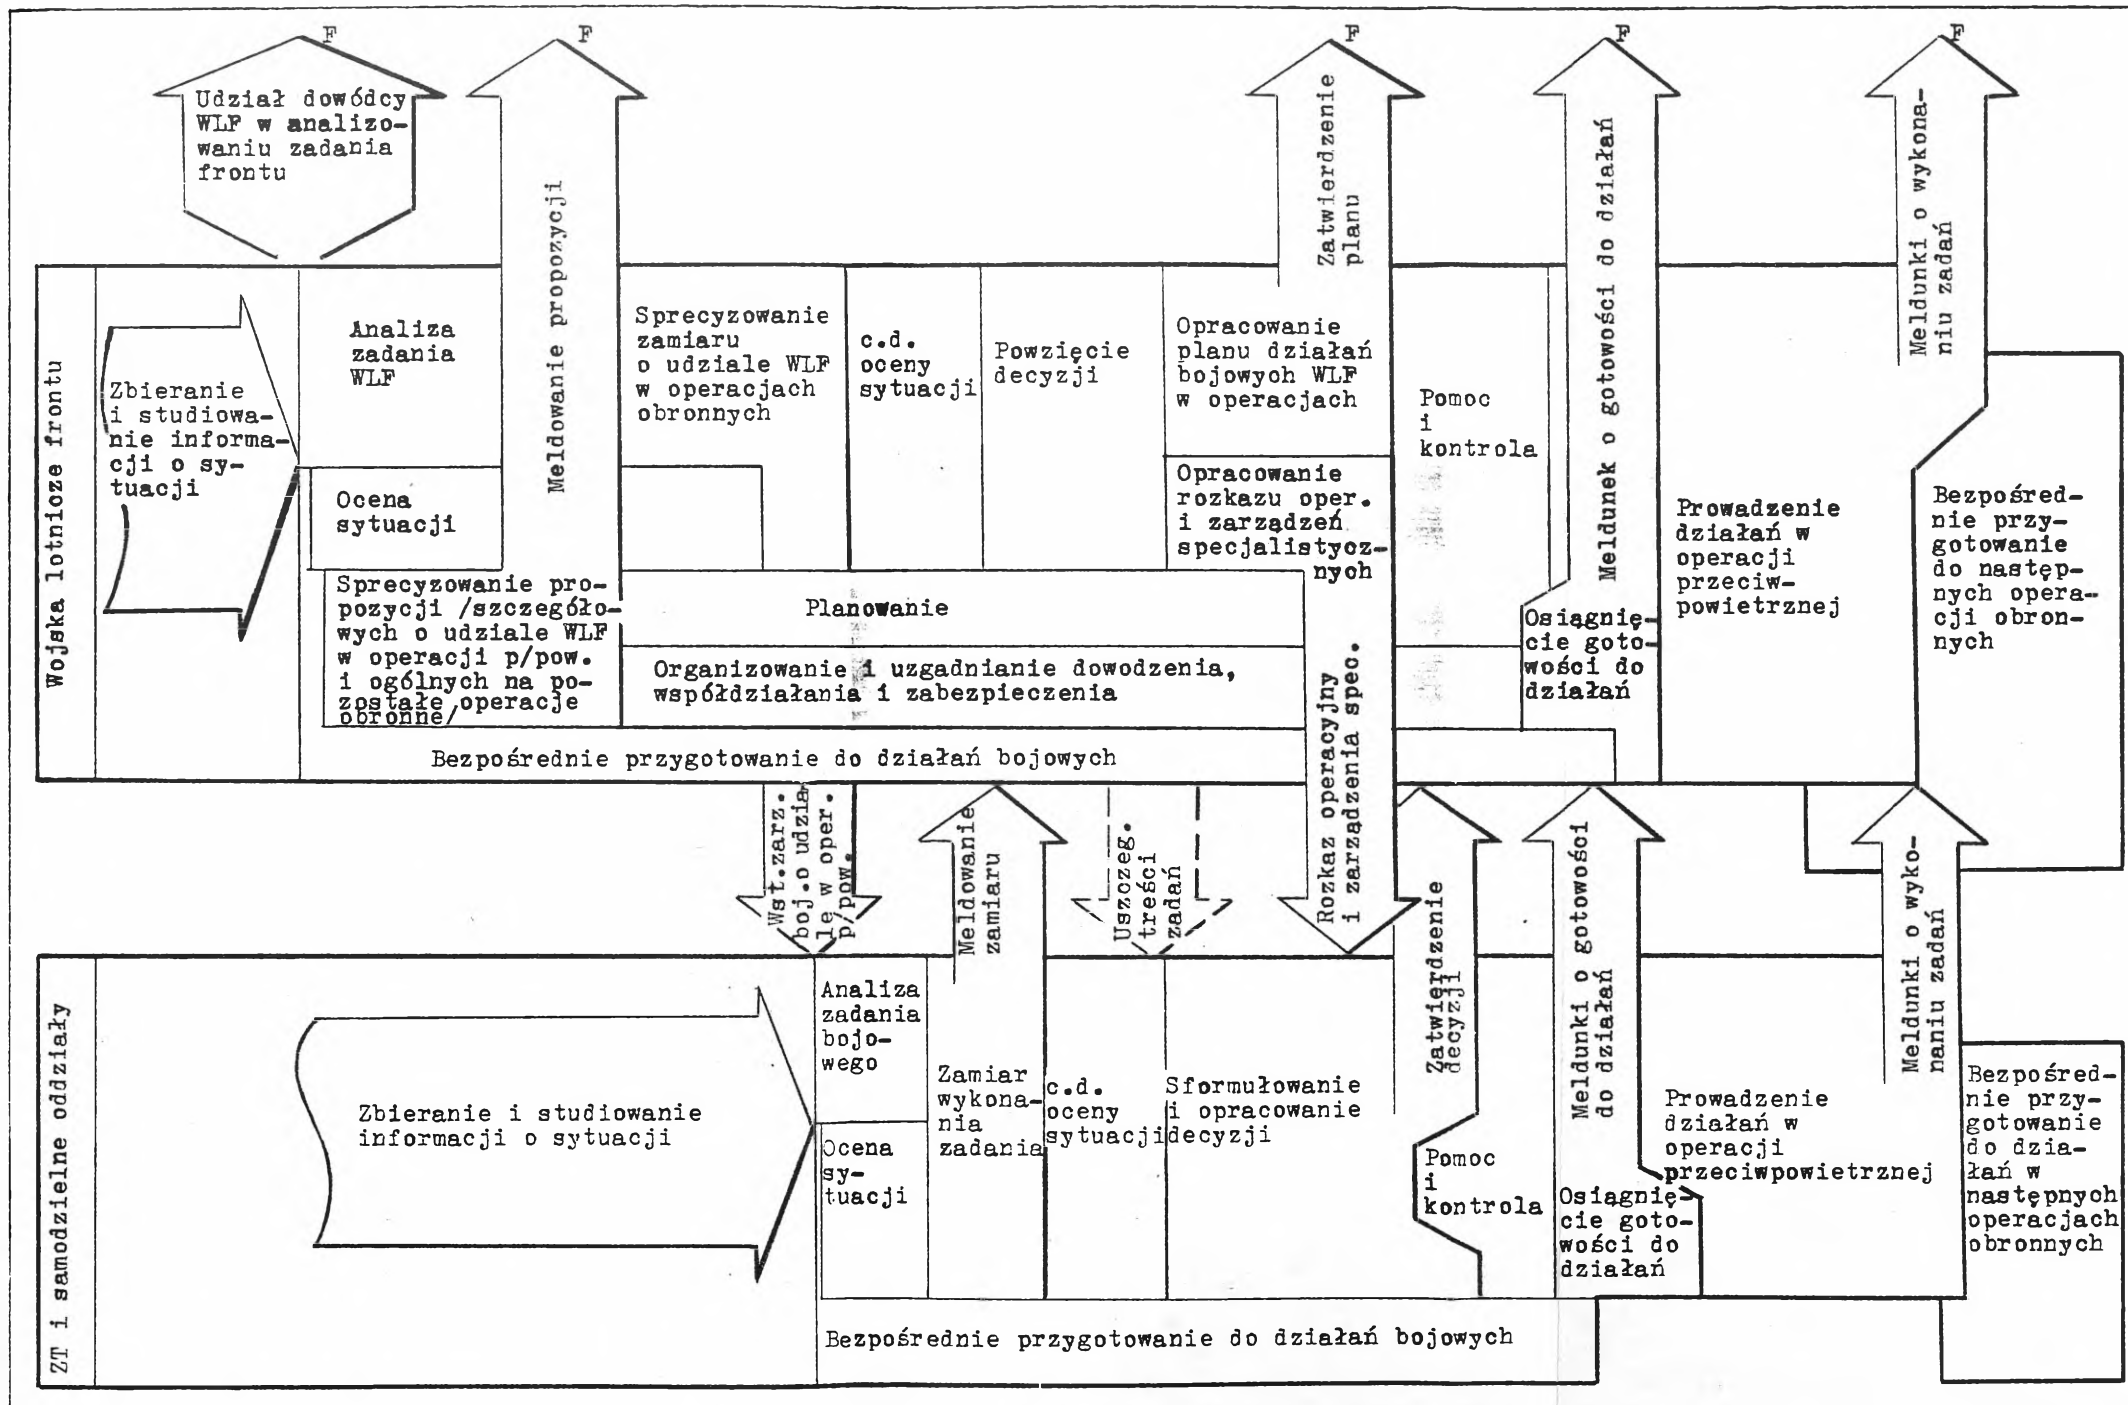 F
F
F
F
F
Udział dowódcy
WLF w analizo-
waniu zadania
frontu
Meldowanie propozycji
Zatwierdzenie
planu
Meldunek o gotowości do działań
Meldunki o wykona-
niu zadań
Wojska lotnicze frontu
Zbieranie
i studiowa-
nie informa-
cji o sy-
tuacji
Analiza
zadania
WLF
Ocena
sytuacji
Sprecyzowanie pro-
pozycji /szczegóło-
wych o udziale WLF
w operacji p/pow.
i ogólnych na po-
zostałe operacje
obronne/
Sprecyzowanie
zamiaru
o udziale WLF
w operacjach
obronnych
c.d.
oceny
sytuacji
Powzięcie
decyzji
Opracowanie
planu działań
bojowych WLF
w operacjach
Opracowanie
rozkazu oper.
i zarządzeń
specjalistycz-
nych
Planowanie
Organizowanie i uzgadnianie dowodzenia,
współdziałania i zabezpieczenia
Bezpośrednie przygotowanie do działań bojowych
Pomoc
i
kontrola
Osiągnię-
cie goto-
wości do
działań
Prowadzenie
działań w
operacji
przeciw-
powietrznej
Bezpośred-
nie przy-
gotowanie
do następ-
nych opera-
cji obron-
nych
Wst.zarz.
boj.o udzia
le w oper.
p/pow.
Meldowanie
zamiaru
Uszczeg.
treści
zadań
Rozkaz operacyjny
i zarządzenia spec.
Zatwierdzenie
decyzji
Meldunki o gotowości
do działań
Meldunki o wyko-
naniu zadań
ZT i samodzielne oddziały
Zbieranie i studiowanie
informacji o sytuacji
Analiza
zadania
bojo-
wego
Ocena
sy-
tuacji
Zamiar
wykona-
nia
zadania
c.d.
oceny
sytuacji
Sformułowanie
i opracowanie
decyzji
Pomoc
i
kontrola
Osiągnię-
cie goto-
wości do
działań
Prowadzenie
działań w
operacji
przeciwpowietrznej
Bezpośred-
nie przy-
gotowanie
do dzia-
łań w
następnych
operacjach
obronnych
Bezpośrednie przygotowanie do działań bojowych